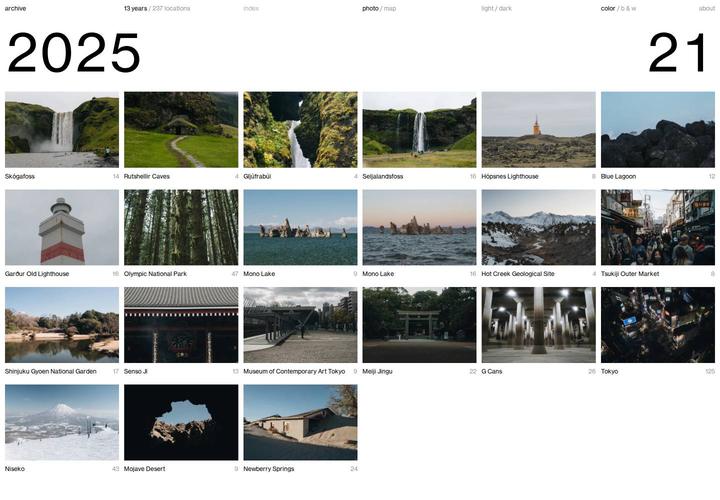 archive 13 years / 237 locations index photo / map light / dark color / b & w about
2025 21
Skógafoss 14 Rutshellir Caves 4 Gljúfrabúi 4 Seljalandsfoss 16 Hópsnes Lighthouse 8 Blue Lagoon 12
Garður Old Lighthouse 16 Olympic National Park 47 Mono Lake 9 Mono Lake 16 Hot Creek Geological Site 4 Tsukiji Outer Market 8
Shinjuku Gyoen National Garden 17 Senso Ji 13 Museum of Contemporary Art Tokyo 9 Meiji Jingu 22 G Cans 26 Tokyo 125
Niseko 43 Mojave Desert 9 Newberry Springs 24